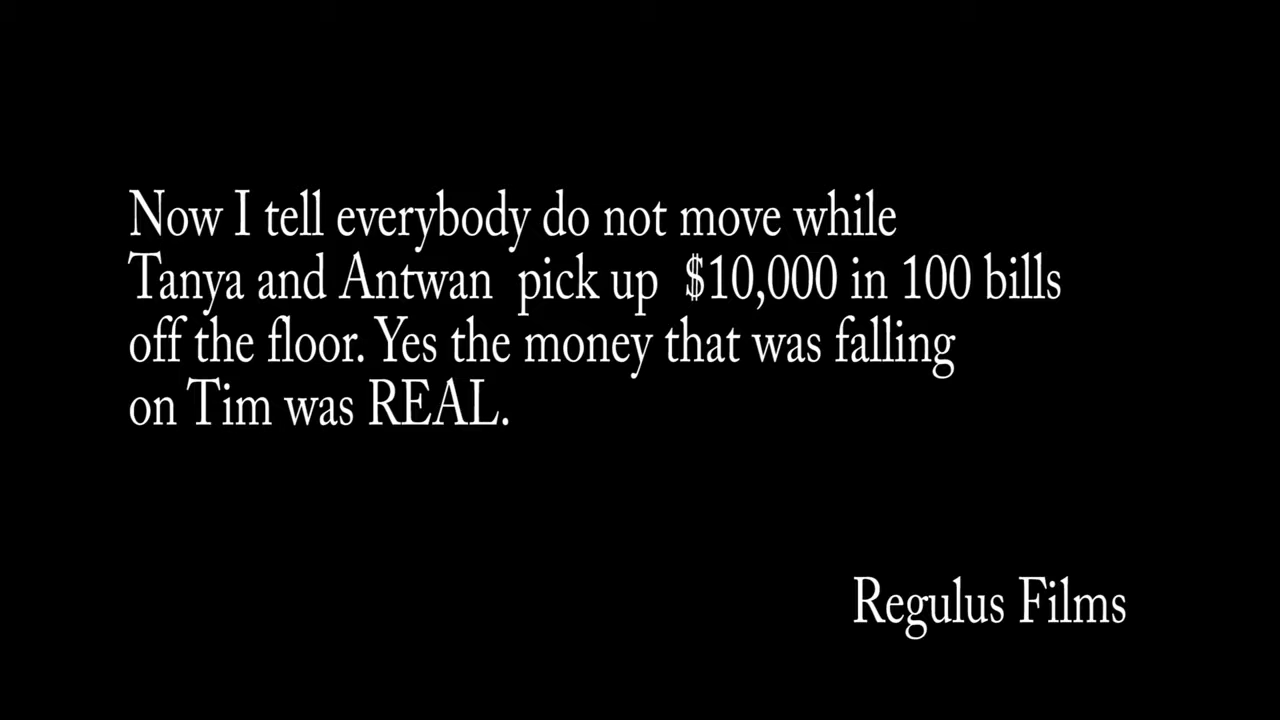 Now I tell everybody do not move while
Tanya and Antwan  pick up  $10,000 in 100 bills
off the floor. Yes the money that was falling
on Tim was REAL.
Regulus Films